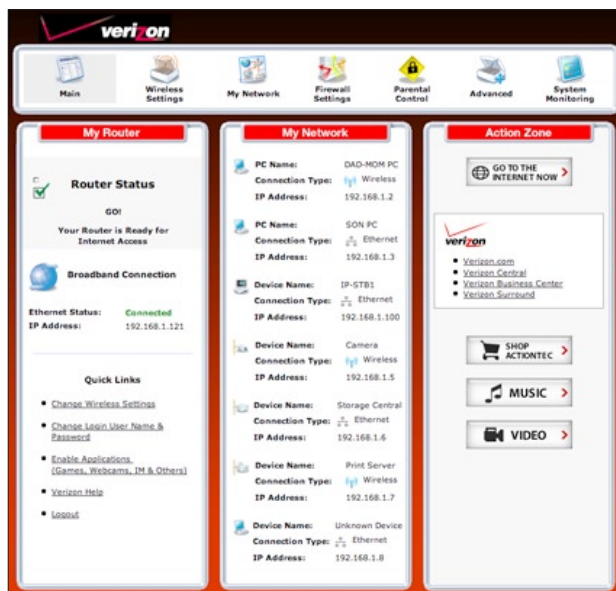 verizon
Main
Wireless
Settings
My Network
Firewall
Settings
Parental
Control
Advanced
System
Monitoring
My Router
Router Status
GO!
Your Router is Ready for
Internet Access
Broadband Connection
Ethernet Status: Connected
IP Address: 192.168.1.121
Quick Links
Change Wireless Settings
Change Login User Name &
Password
Enable Applications
(Games, Webcams, IM & Others)
Verizon Help
Logout
My Network
PC Name: DAD-MOM PC
Connection Type: Wireless
IP Address: 192.168.1.2
PC Name: SON PC
Connection Type: Ethernet
IP Address: 192.168.1.3
Device Name: IP-STB1
Connection Type: Ethernet
IP Address: 192.168.1.100
Device Name: Camera
Connection Type: Wireless
IP Address: 192.168.1.5
Device Name: Storage Central
Connection Type: Ethernet
IP Address: 192.168.1.6
Device Name: Print Server
Connection Type: Wireless
IP Address: 192.168.1.7
Device Name: Unknown Device
Connection Type: Ethernet
IP Address: 192.168.1.8
Action Zone
GO TO THE
INTERNET NOW
verizon
Verizon.com
Verizon Central
Verizon Business Center
Verizon Surround
SHOP
ACTIONTEC
MUSIC
VIDEO